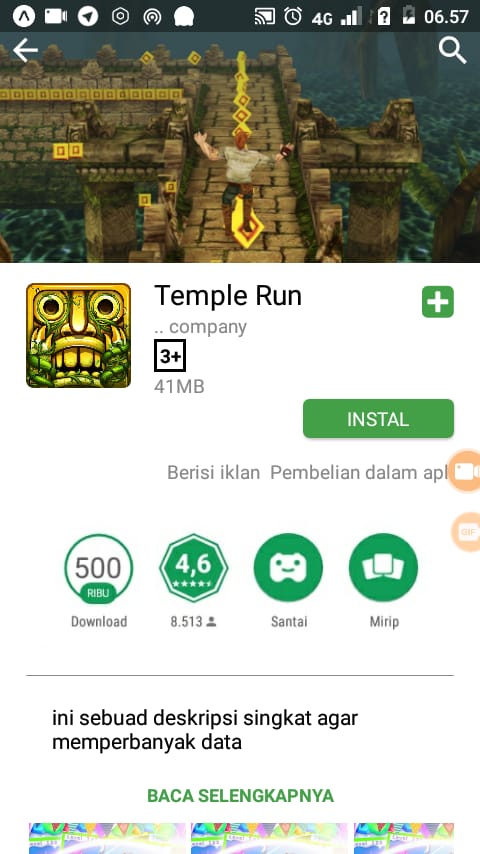 4G
06.57
Temple Run
.. company
3+
41MB
INSTAL
Berisi iklan Pembelian dalam apl
GIF
500
RIBU
Download
4,6
8.513
Santai
Mirip
ini sebuad deskripsi singkat agar
memperbanyak data
BACA SELENGKAPNYA